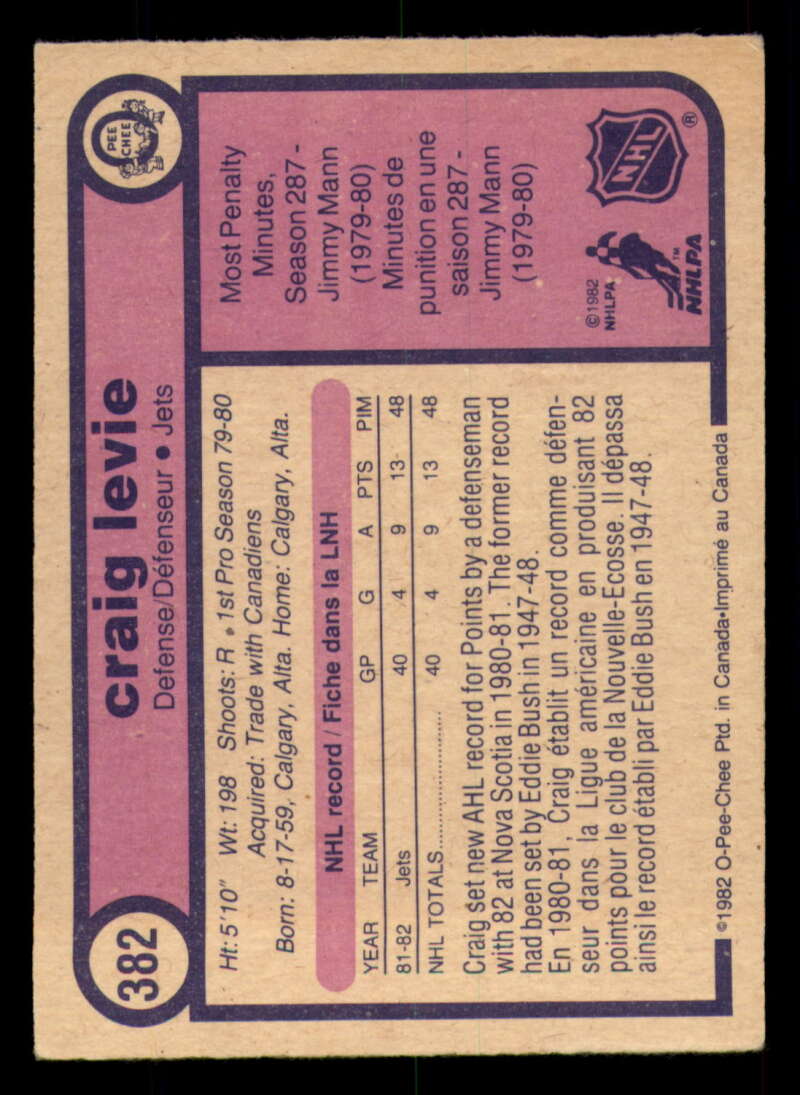 382
craig levie
Defense/Défenseur • Jets
O
PEE
CHEE
Ht: 5'10" Wt: 198 Shoots: R • 1st Pro Season 79-80
Acquired: Trade with Canadiens
Born: 8-17-59, Calgary, Alta. Home: Calgary, Alta.
NHL record / Fiche dans la LNH
YEAR TEAM GP G A PTS PIM
81-82 Jets 40 4 9 13 48
NHL TOTALS.................... 40 4 9 13 48
Craig set new AHL record for Points by a defenseman
with 82 at Nova Scotia in 1980-81. The former record
had been set by Eddie Bush in 1947-48.
En 1980-81, Craig établit un record comme défen-
seur dans la Ligue américaine en produisant 82
points pour le club de la Nouvelle-Ecosse. Il dépassa
ainsi le record établi par Eddie Bush en 1947-48.
Most Penalty
Minutes,
Season 287 -
Jimmy Mann
(1979-80)
Minutes de
punition en une
saison 287 -
Jimmy Mann
(1979-80)
©1982
NHLPA
NHLPA
TM
NHL
®
©1982 O-Pee-Chee Ptd. in Canada•Imprimé au Canada